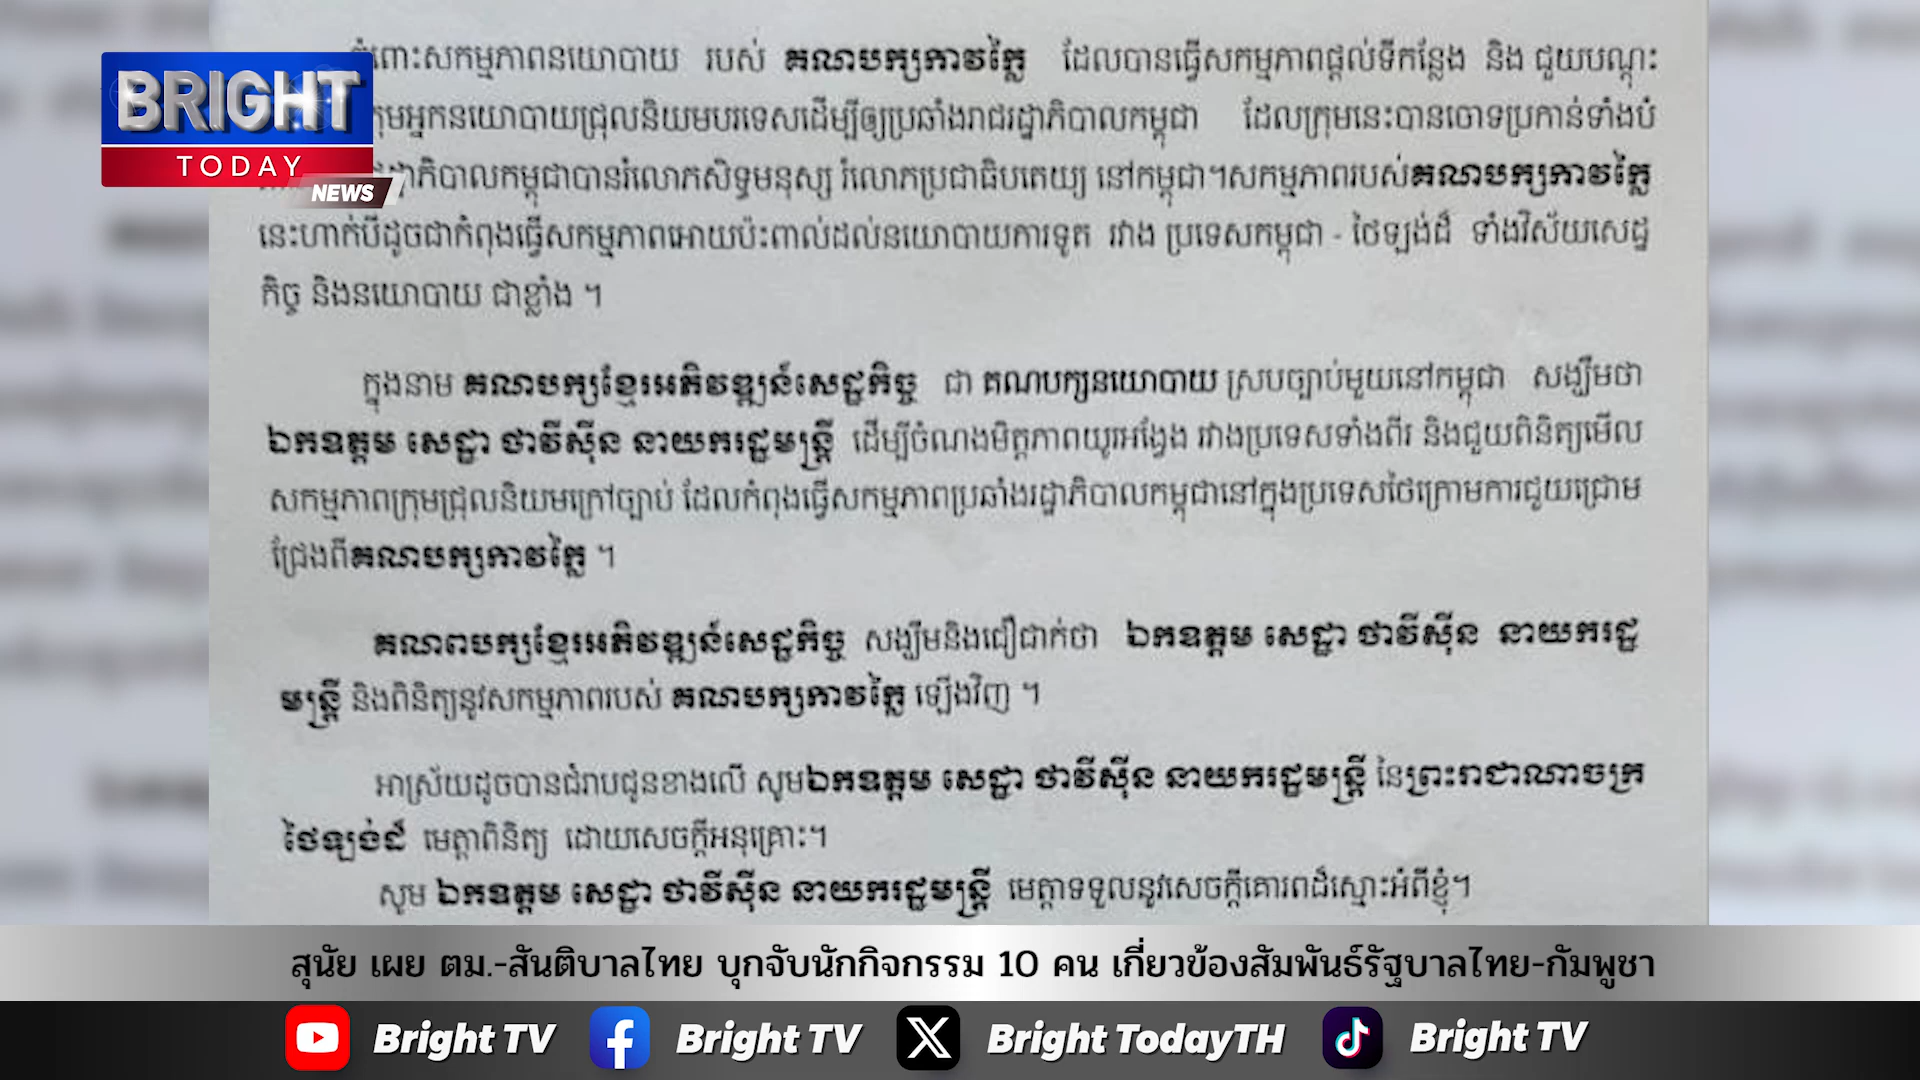 BRIGHT
TODAY
NEWS
សកម្មភាពនយោបាយ របស់ គណបក្សកាវក្លៃ ដែលបានធ្វើសកម្មភាពផ្តល់ទីកន្លែង និង ជួយបណ្តុះ
អ្នកនយោបាយជ្រុលនិយមបរទេសដើម្បីឲ្យប្រឆាំងរាជរដ្ឋាភិបាលកម្ពុជា ដែលក្រុមនេះបានចោទប្រកាន់ទាំងបំ
កម្ពុជាបានរំលោភសិទ្ធមនុស្ស រំលោភប្រជាធិបតេយ្យ នៅកម្ពុជា។សកម្មភាពរបស់គណបក្សកាវក្លៃ
នេះហាក់បីដូចជាកំពុងធ្វើសកម្មភាពអោយប៉ះពាល់ដល់នយោបាយការទូត រវាង ប្រទេសកម្ពុជា - ថៃឡង់ដ៏ ទាំងវិស័យសេដ្ឋ
កិច្ច និងនយោបាយ ជាខ្លាំង ។
ក្នុងនាម គណបក្សខ្មែរអភិវឌ្ឍន៍សេដ្ឋកិច្ច ជា គណបក្សនយោបាយ ស្របច្បាប់មួយនៅកម្ពុជា សង្ឃឹមថា
ឯកឧត្តម សេដ្ឋា ថាវីស៊ីន នាយករដ្ឋមន្ត្រី ដើម្បីចំណងមិត្តភាពយូរអង្វែង រវាងប្រទេសទាំងពីរ និងជួយពិនិត្យមើល
សកម្មភាពក្រុមជ្រុលនិយមក្រៅច្បាប់ ដែលកំពុងធ្វើសកម្មភាពប្រឆាំងរដ្ឋាភិបាលកម្ពុជានៅក្នុងប្រទេសថៃក្រោមការជួយជ្រោម
ជ្រែងពីគណបក្សកាវក្លៃ ។
គណពបក្សខ្មែរអភិវឌ្ឍន៍សេដ្ឋកិច្ច សង្ឃឹមនិងជឿជាក់ថា ឯកឧត្តម សេដ្ឋា ថាវីស៊ីន នាយករដ្ឋ
មន្ត្រី និងពិនិត្យនូវសកម្មភាពរបស់ គណបក្សកាវក្លៃ ឡើងវិញ ។
អាស្រ័យដូចបានជំរាបជូនខាងលើ សូមឯកឧត្តម សេដ្ឋា ថាវីស៊ីន នាយករដ្ឋមន្ត្រី នៃព្រះរាជាណាចក្រ
ថៃឡង់ដ៏ មេត្តាពិនិត្យ ដោយសេចក្តីអនុគ្រោះ។
សូម ឯកឧត្តម សេដ្ឋា ថាវីស៊ីន នាយករដ្ឋមន្ត្រី មេត្តាទទួលនូវសេចក្តីគោរពដ៏ស្មោះអំពីខ្ញុំ។
สุนัย เผย ตม.-สันติบาลไทย บุกจับนักกิจกรรม 10 คน เกี่ยวข้องสัมพันธ์รัฐบาลไทย-กัมพูชา
Bright TV Bright TV Bright TodayTH Bright TV